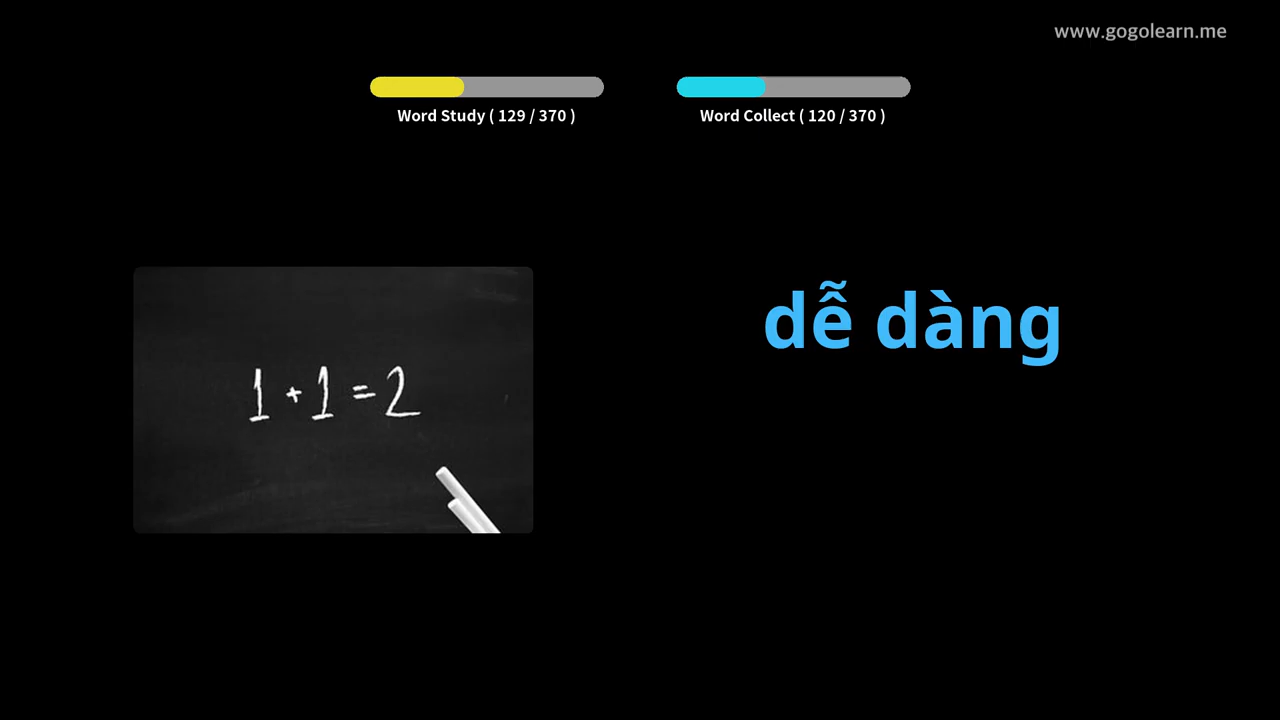 www.gogolearn.me
Word Study ( 129 / 370 )
Word Collect ( 120 / 370 )
dễ dàng
1 + 1 = 2